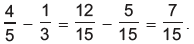 4/5 − 1/3 = 12/15 − 5/15 = 7/15.